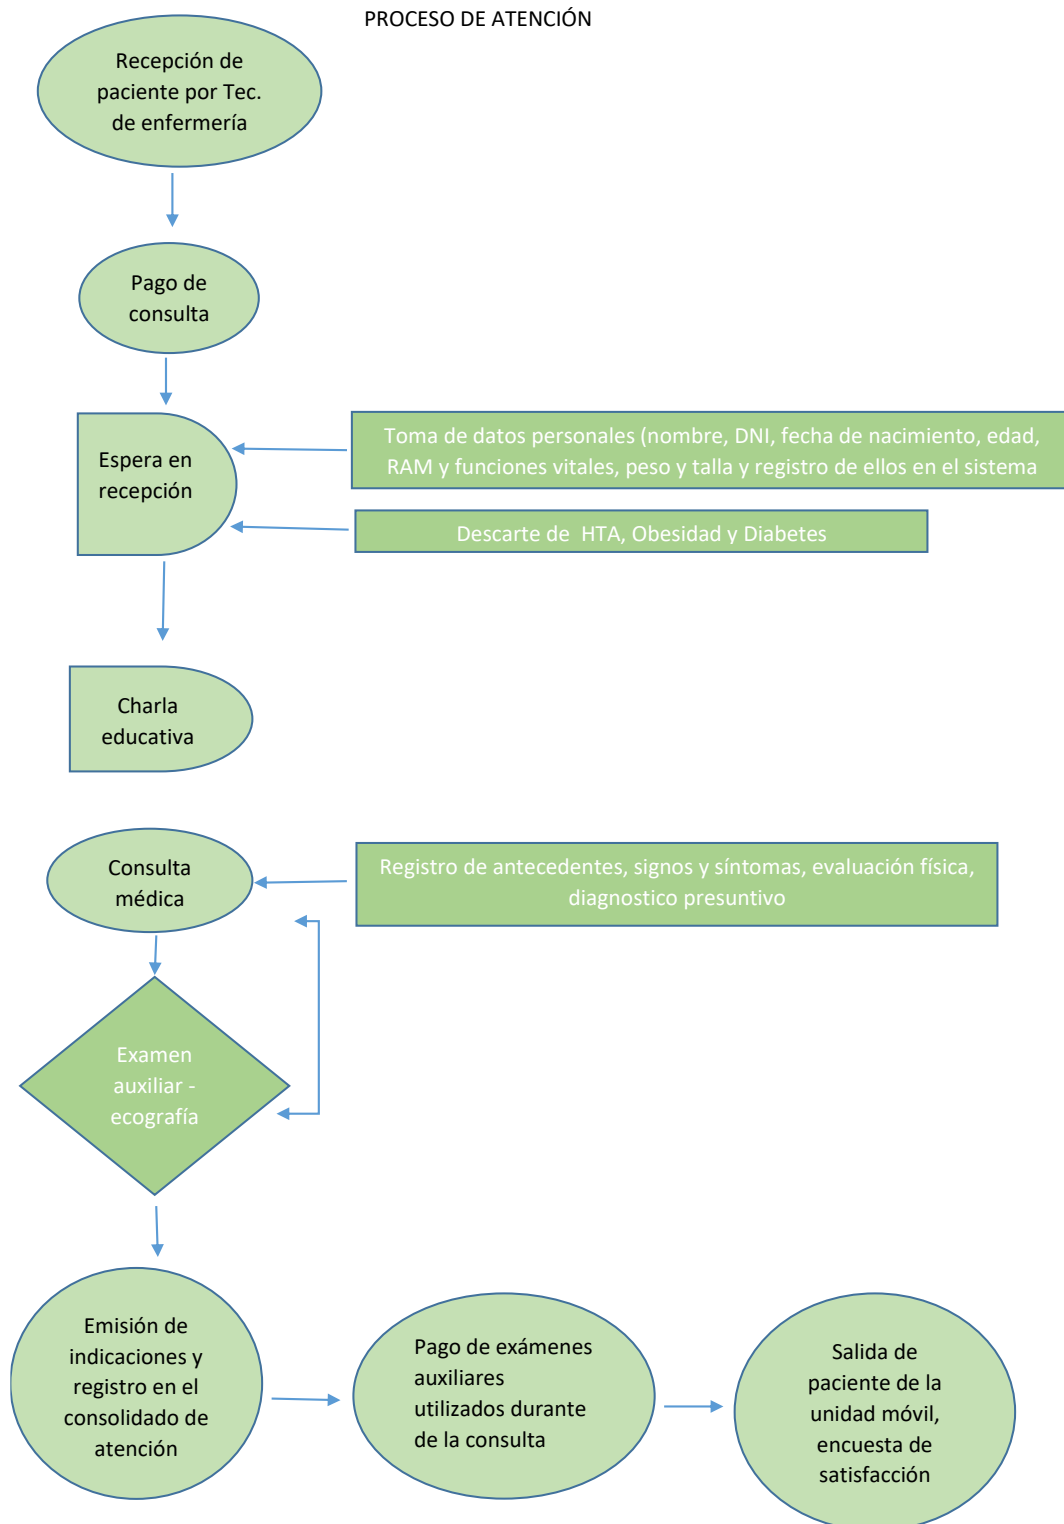 PROCESO DE ATENCIÓN
Recepción de
paciente por Tec.
de enfermería
Pago de
consulta
Espera en
recepción
Toma de datos personales (nombre, DNI, fecha de nacimiento, edad,
RAM y funciones vitales, peso y talla y registro de ellos en el sistema
Descarte de  HTA, Obesidad y Diabetes
Charla
educativa
Consulta
médica
Registro de antecedentes, signos y síntomas, evaluación física,
diagnostico presuntivo
Examen
auxiliar -
ecografía
Emisión de
indicaciones y
registro en el
consolidado de
atención
Pago de exámenes
auxiliares
utilizados durante
de la consulta
Salida de
paciente de la
unidad móvil,
encuesta de
satisfacción